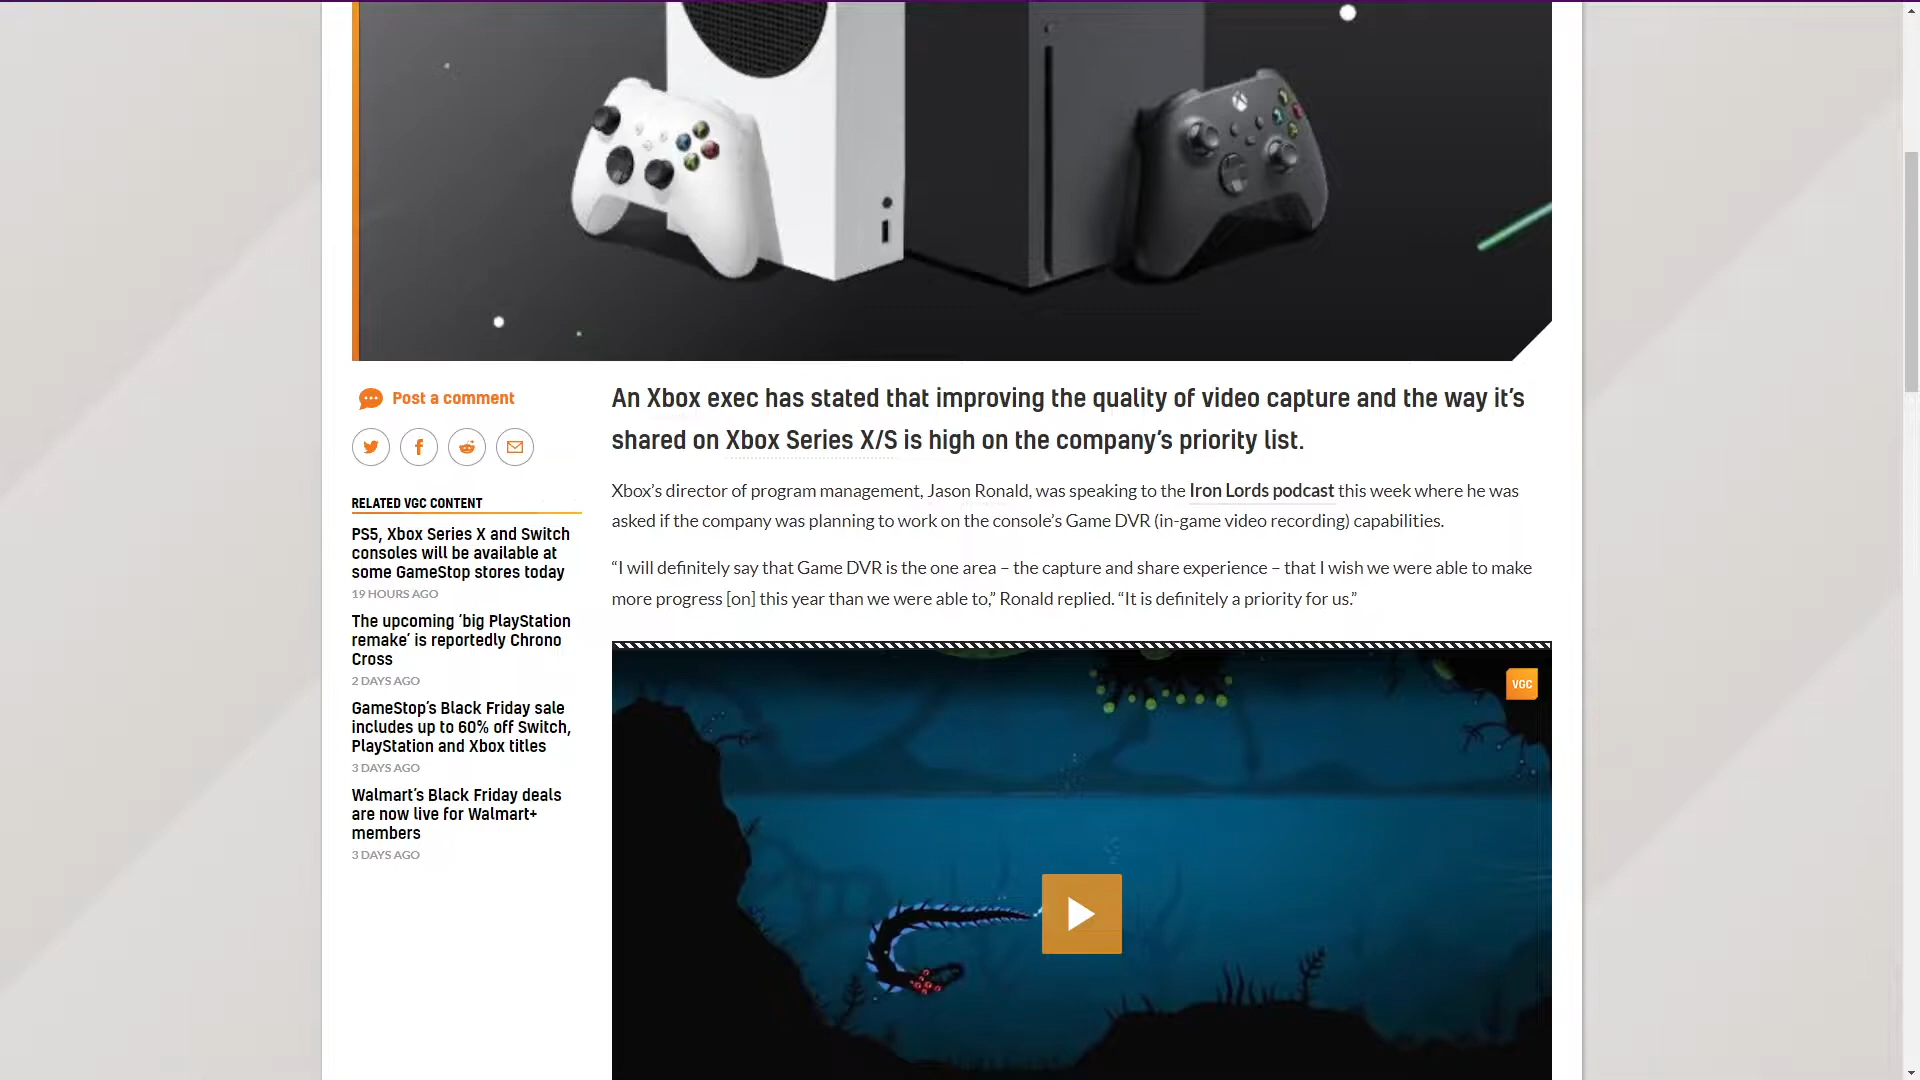 Post a comment
RELATED VGC CONTENT
PS5, Xbox Series X and Switch
consoles will be available at
some GameStop stores today
19 HOURS AGO
The upcoming ‘big PlayStation
remake’ is reportedly Chrono
Cross
2 DAYS AGO
GameStop’s Black Friday sale
includes up to 60% off Switch,
PlayStation and Xbox titles
3 DAYS AGO
Walmart’s Black Friday deals
are now live for Walmart+
members
3 DAYS AGO
An Xbox exec has stated that improving the quality of video capture and the way it’s
shared on Xbox Series X/S is high on the company’s priority list.
Xbox’s director of program management, Jason Ronald, was speaking to the Iron Lords podcast this week where he was
asked if the company was planning to work on the console’s Game DVR (in-game video recording) capabilities.
“I will definitely say that Game DVR is the one area – the capture and share experience – that I wish we were able to make
more progress [on] this year than we were able to,” Ronald replied. “It is definitely a priority for us.”
VGC